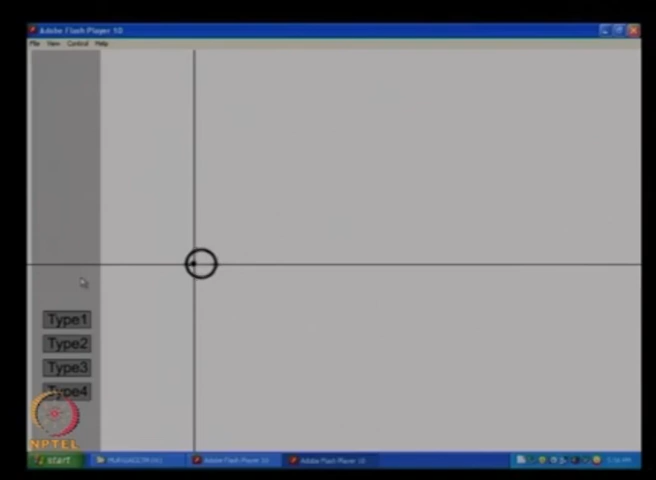 Adobe Flash Player 10
File View Control Help
Type1
Type2
Type3
Type4
NPTEL
start
Adobe Flash Player 10
Adobe Flash Player 10